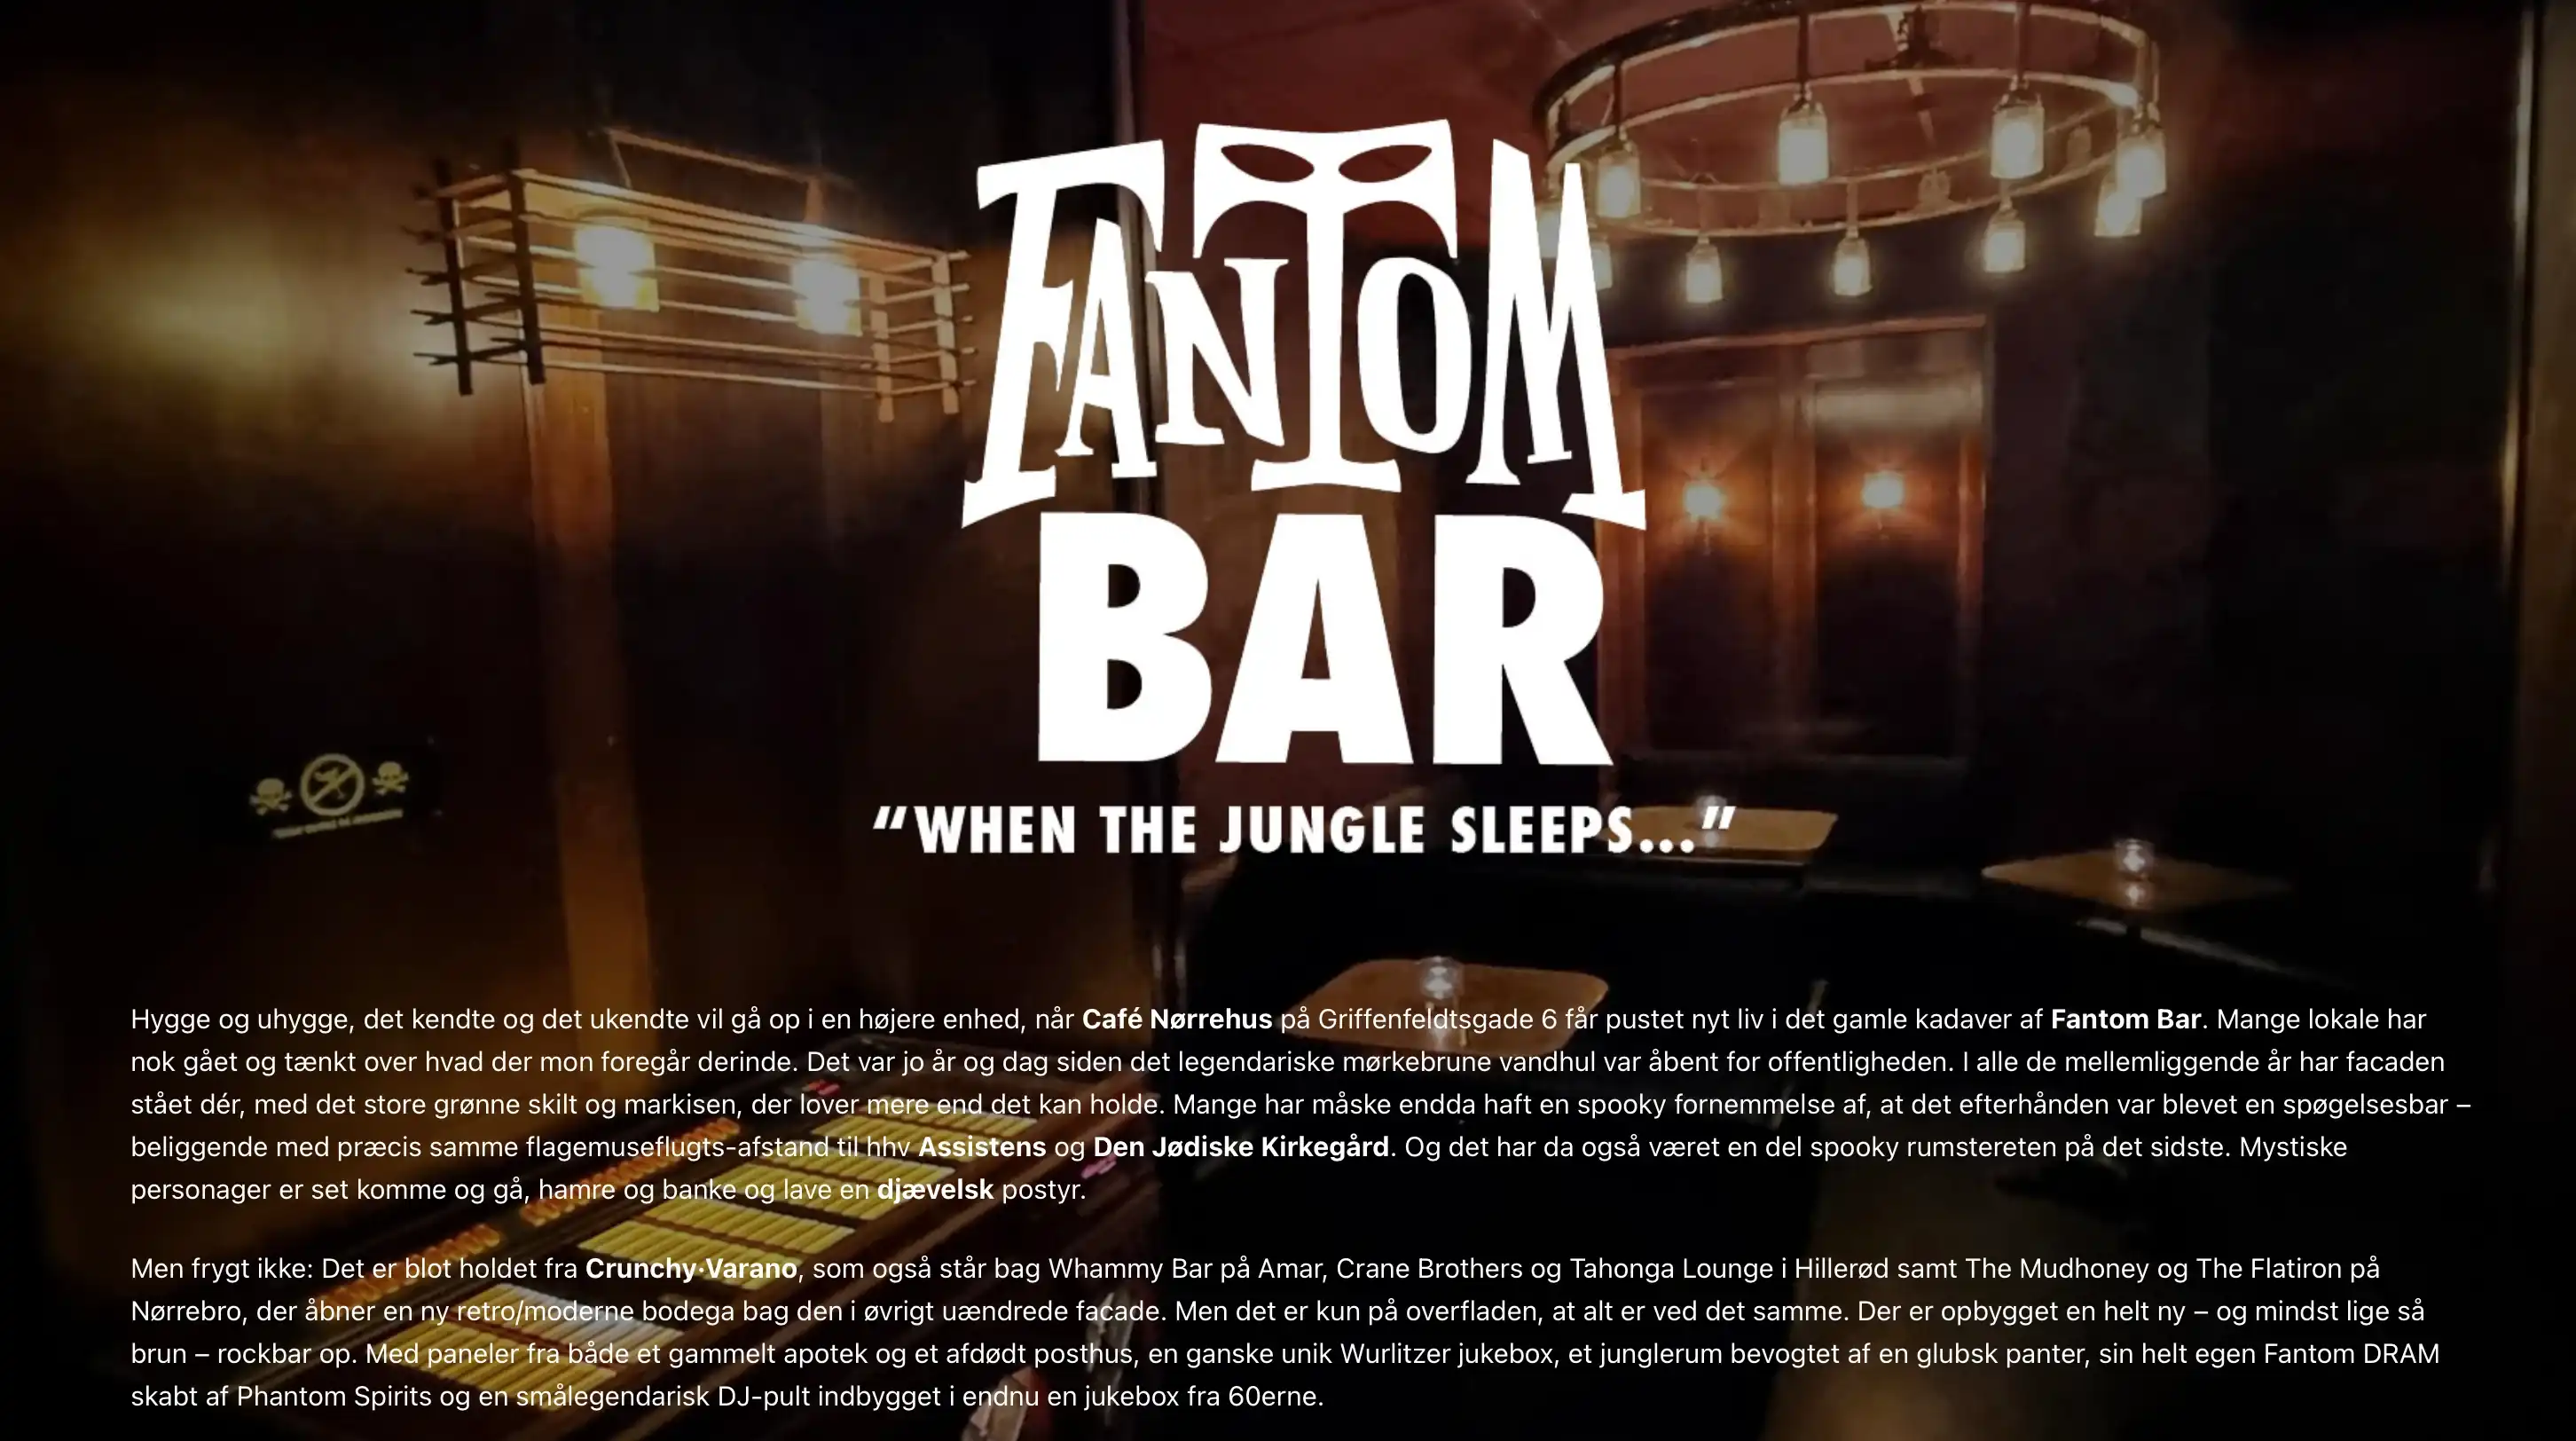 FANTOM
BAR
“WHEN THE JUNGLE SLEEPS...”
Hygge og uhygge, det kendte og det ukendte vil gå op i en højere enhed, når Café Nørrehus på Griffenfeldtsgade 6 får pustet nyt liv i det gamle kadaver af Fantom Bar. Mange lokale har
nok gået og tænkt over hvad der mon foregår derinde. Det var jo år og dag siden det legendariske mørkebrune vandhul var åbent for offentligheden. I alle de mellemliggende år har facaden
stået dér, med det store grønne skilt og markisen, der lover mere end det kan holde. Mange har måske endda haft en spooky fornemmelse af, at det efterhånden var blevet en spøgelsesbar –
beliggende med præcis samme flagemuseflugts-afstand til hhv Assistens og Den Jødiske Kirkegård. Og det har da også været en del spooky rumstereten på det sidste. Mystiske
personager er set komme og gå, hamre og banke og lave en djævelsk postyr.
Men frygt ikke: Det er blot holdet fra Crunchy·Varano, som også står bag Whammy Bar på Amar, Crane Brothers og Tahonga Lounge i Hillerød samt The Mudhoney og The Flatiron på
Nørrebro, der åbner en ny retro/moderne bodega bag den i øvrigt uændrede facade. Men det er kun på overfladen, at alt er ved det samme. Der er opbygget en helt ny – og mindst lige så
brun – rockbar op. Med paneler fra både et gammelt apotek og et afdødt posthus, en ganske unik Wurlitzer jukebox, et junglerum bevogtet af en glubsk panter, sin helt egen Fantom DRAM
skabt af Phantom Spirits og en smålegendarisk DJ-pult indbygget i endnu en jukebox fra 60erne.